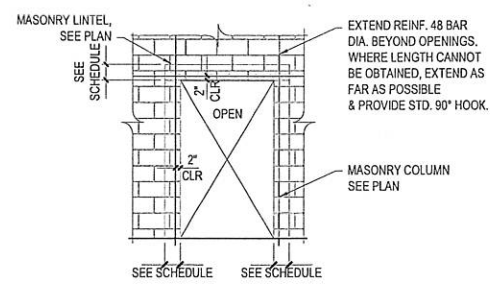 MASONRY LINTEL,
SEE PLAN
SEE
SCHEDULE
2"
CLR
OPEN
2"
CLR
EXTEND REINF. 48 BAR
DIA. BEYOND OPENINGS.
WHERE LENGTH CANNOT
BE OBTAINED, EXTEND AS
FAR AS POSSIBLE
& PROVIDE STD. 90° HOOK.
MASONRY COLUMN
SEE PLAN
SEE SCHEDULE
SEE SCHEDULE